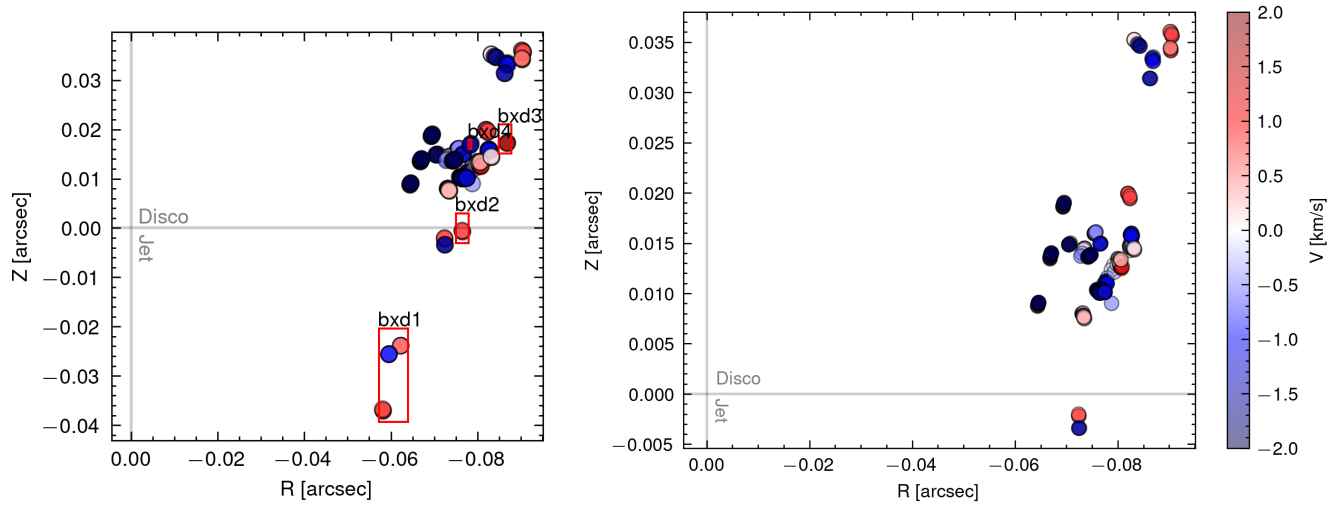 0.03
0.02
0.01
0.00
−0.01
−0.02
−0.03
−0.04
Z [arcsec]
bxd3
bxd4
bxd2
Disco
Jet
bxd1
0.00
−0.02
−0.04
−0.06
−0.08
R [arcsec]
0.035
0.030
0.025
0.020
0.015
0.010
0.005
0.000
−0.005
Z [arcsec]
Disco
Jet
0.00
−0.02
−0.04
−0.06
−0.08
R [arcsec]
2.0
1.5
1.0
0.5
0.0
−0.5
−1.0
−1.5
−2.0
V [km/s]